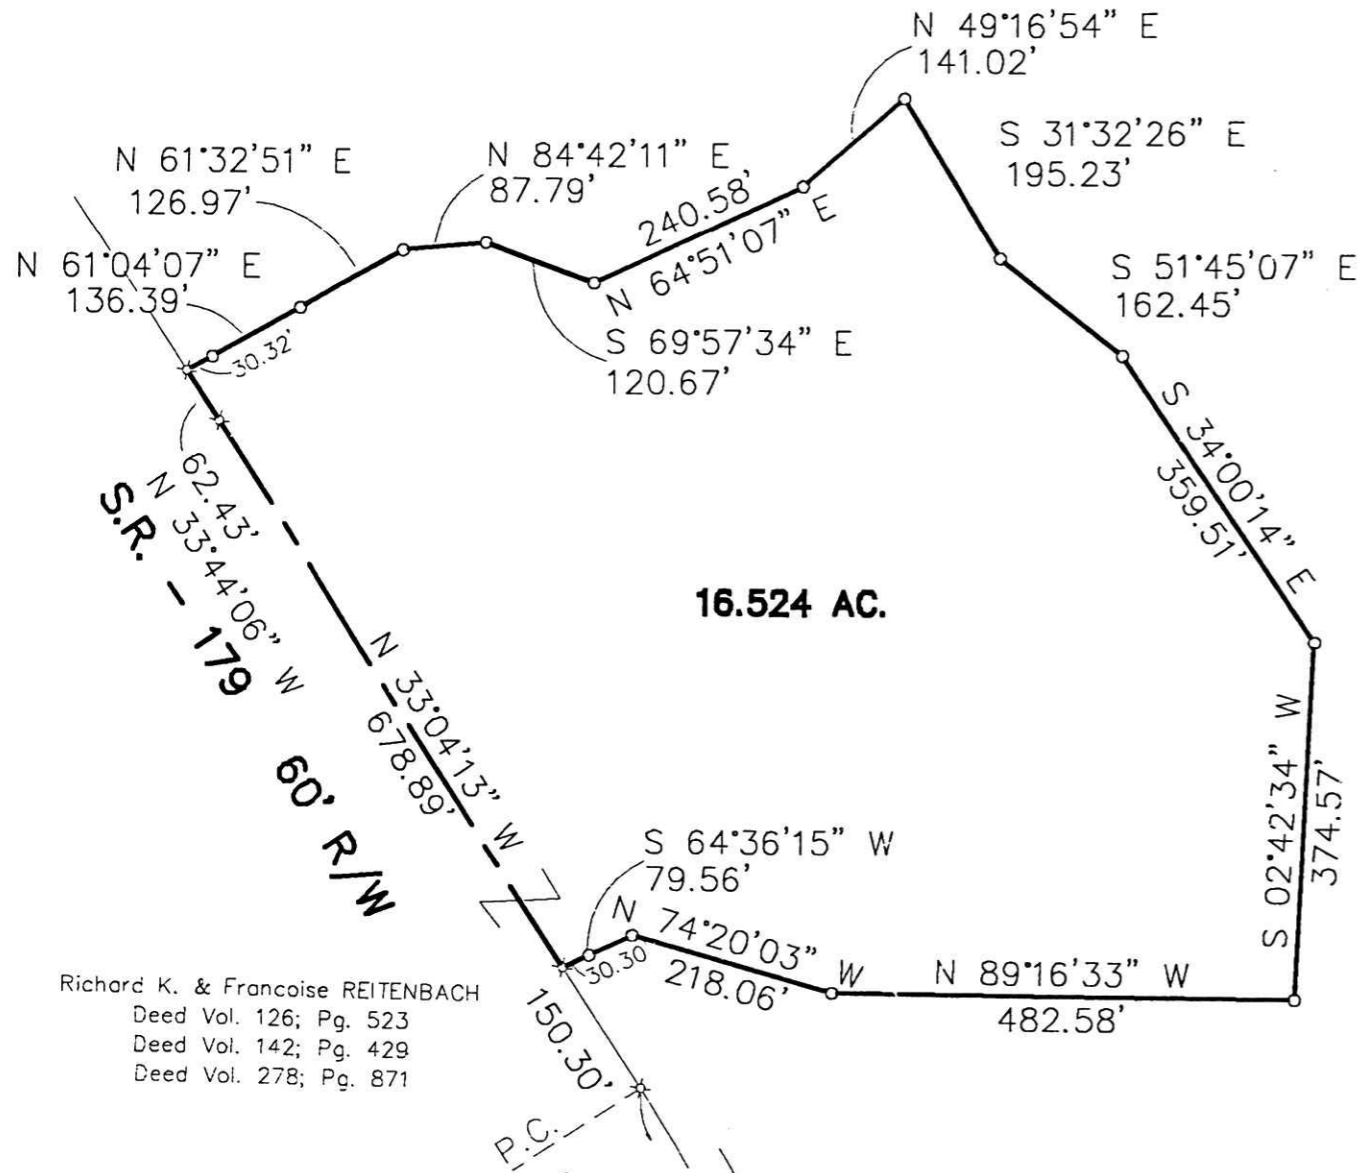 N 49°16'54" E
141.02'
S 31°32'26" E
195.23'
N 61°32'51" E
126.97'
N 84°42'11" E
87.79'
240.58'
N 64°51'07" E
N 61°04'07" E
136.39'
30.32'
S 69°57'34" E
120.67'
S 51°45'07" E
162.45'
S 34°00'14" E
359.51'
62.43'
N 33°44'06" W
S.R. - 179 60' R/W
16.524 AC.
N 33°04'13" W
678.89'
S 02°42'34" W
374.57'
S 64°36'15" W
79.56'
30.30
N 74°20'03" W
218.06'
N 89°16'33" W
482.58'
150.30'
Richard K. & Francoise REITENBACH
Deed Vol. 126; Pg. 523
Deed Vol. 142; Pg. 429
Deed Vol. 278; Pg. 871
P.C.